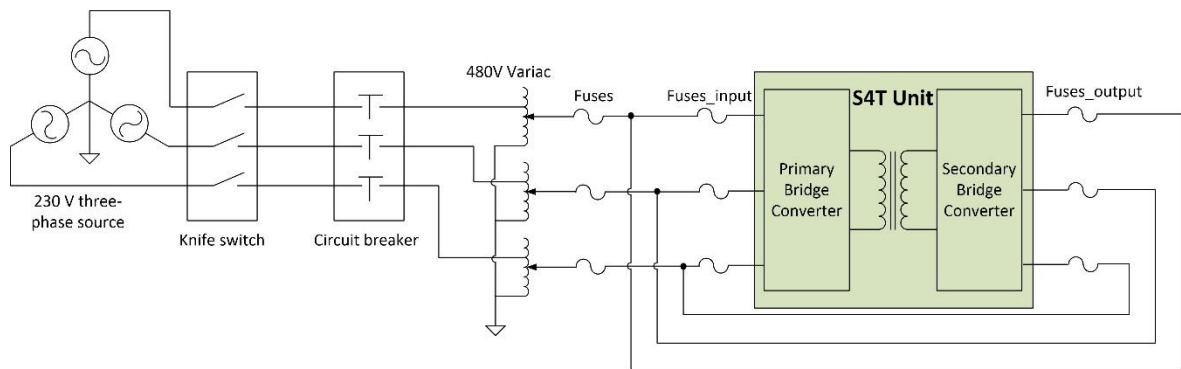 480V Variac
Fuses
Fuses_input
S4T Unit
Fuses_output
Primary
Bridge
Converter
Secondary
Bridge
Converter
230 V three-
phase source
Knife switch
Circuit breaker